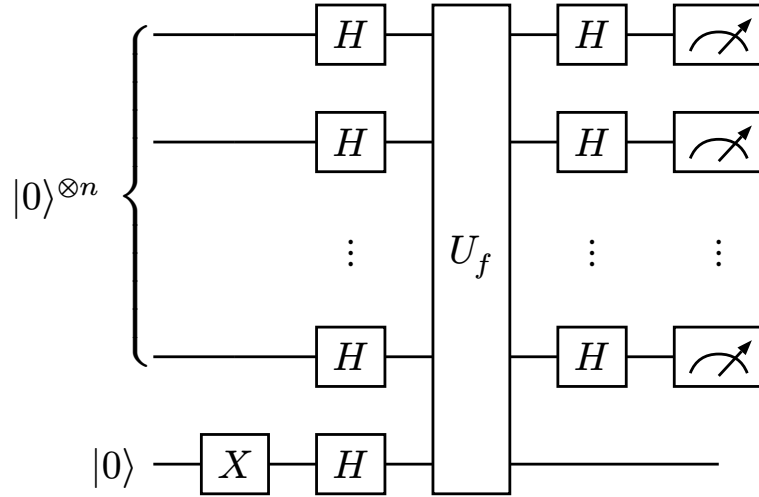 H H
H H
|0⟩^{⊗n}
⋮ U_f ⋮ ⋮
H H
|0⟩ X H